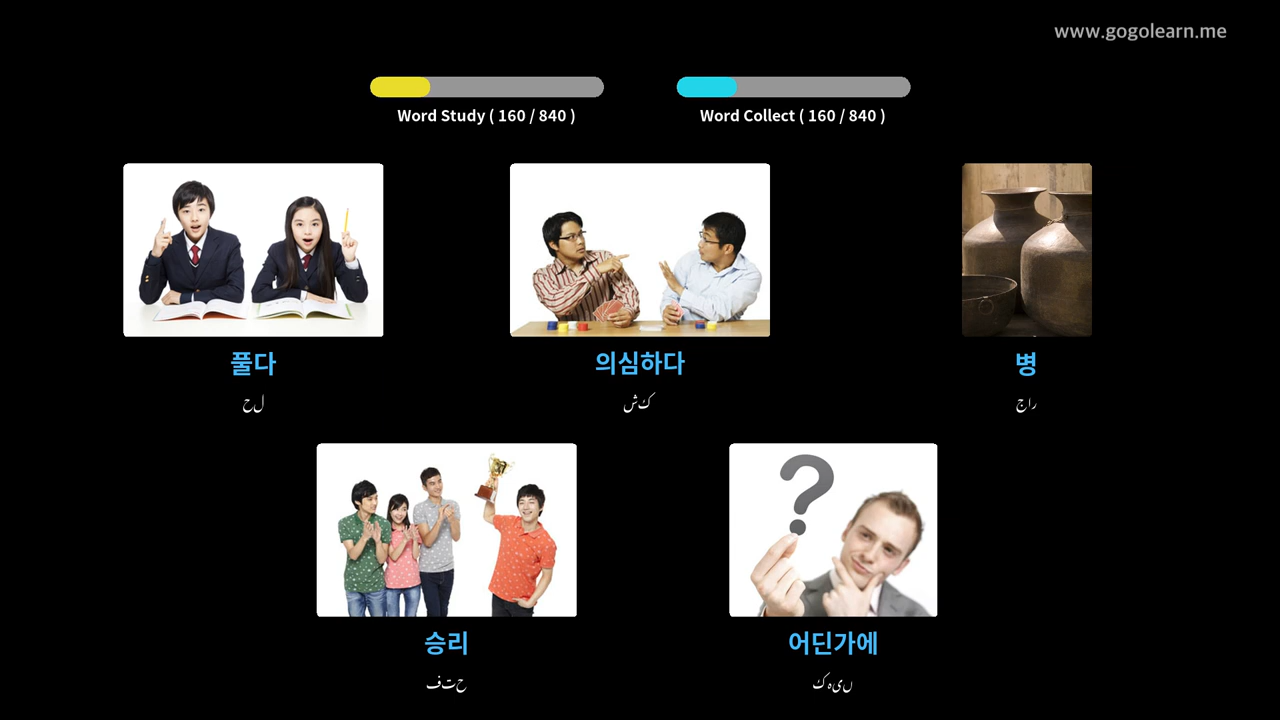 www.gogolearn.me
Word Study ( 160 / 840 )
Word Collect ( 160 / 840 )
풀다
의심하다
병
حل
شک
جار
승리
어딘가에
فتح
کہیں